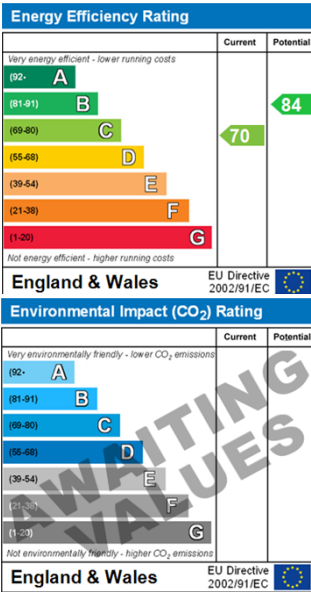 Energy Efficiency Rating
Current Potential
Very energy efficient - lower running costs
(92- A
(81-91) B
84
(69-80) C
70
(55-68) D
(39-54) E
(21-38) F
(1-20) G
Not energy efficient - higher running costs
England & Wales
EU Directive
2002/91/EC
Environmental Impact (CO₂) Rating
Current Potential
Very environmentally friendly - lower CO₂ emissions
(92- A
(81-91) B
(69-80) C
(55-68) D
(39-54) E
(21-38) F
(1-20) G
AWAITING
VALUES
Not environmentally friendly - higher CO₂ emissions
England & Wales
EU Directive
2002/91/EC